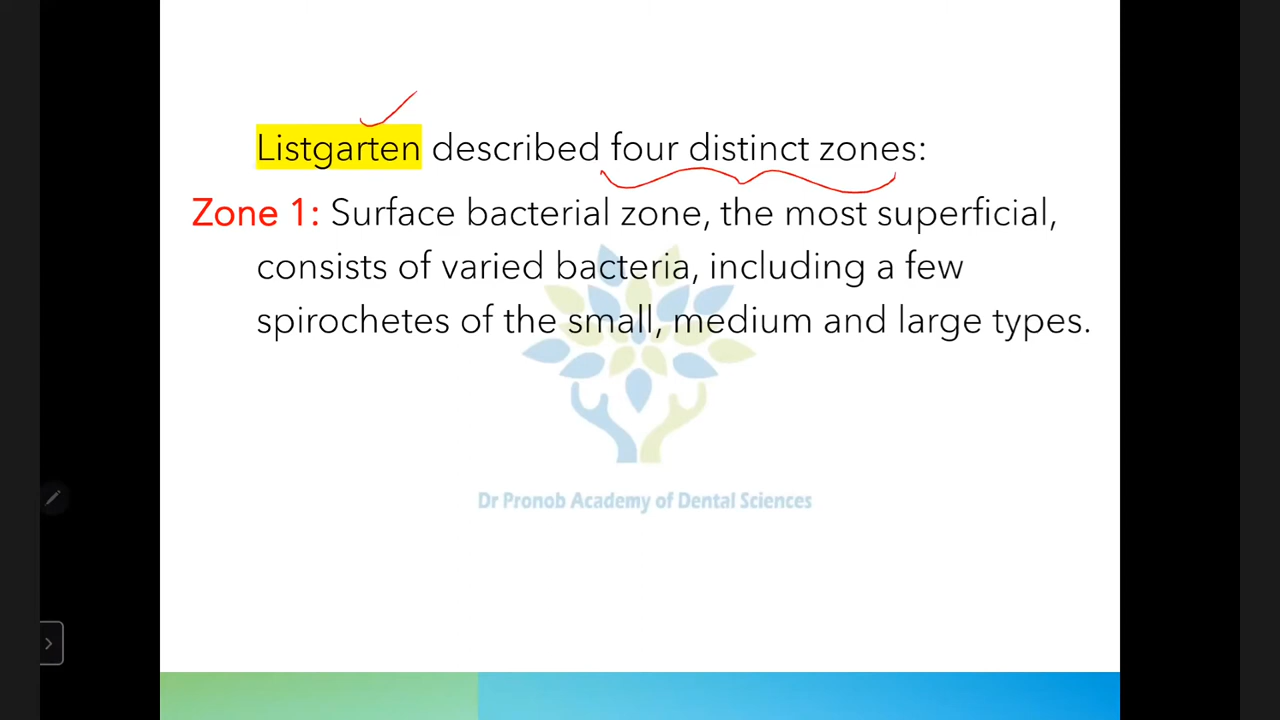 Listgarten described four distinct zones:
Zone 1: Surface bacterial zone, the most superficial,
consists of varied bacteria, including a few
spirochetes of the small, medium and large types.
Dr Pronob Academy of Dental Sciences